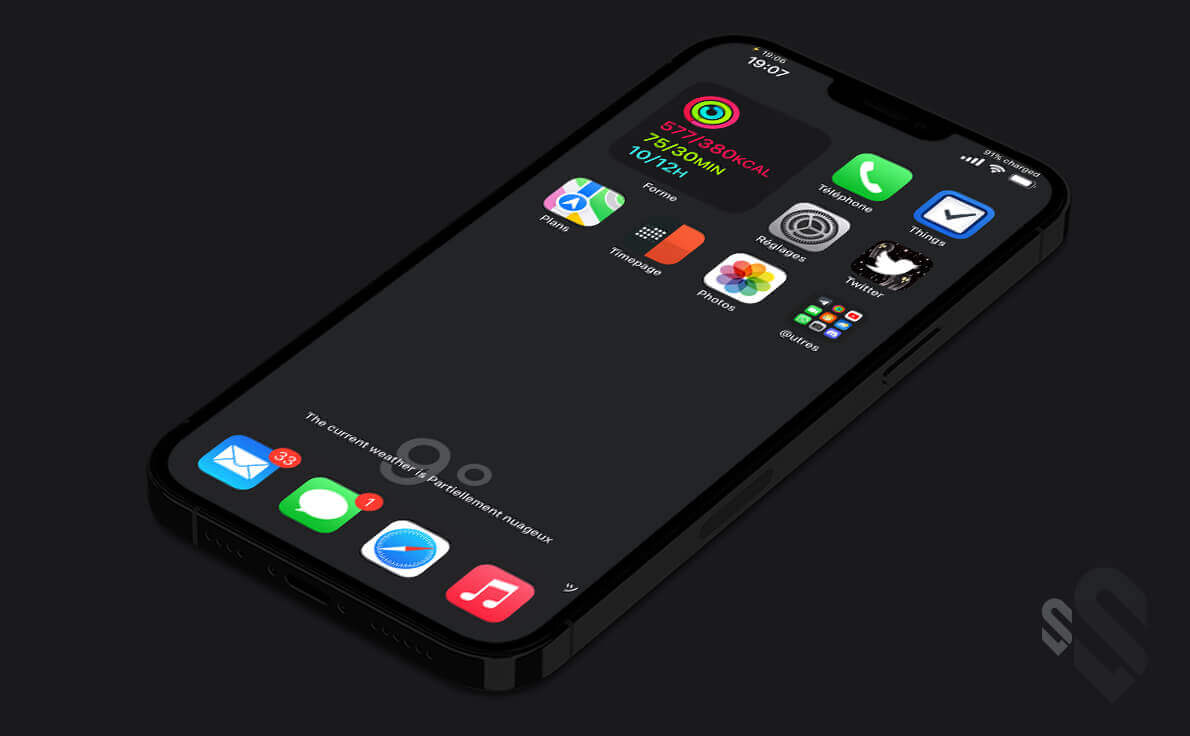 19:06
19:07
91% charged
577/380KCAL
75/30MIN
10/12H
Forme
Téléphone
Things
Plans
Timepage
Réglages
Twitter
Photos
@utres
9°
The current weather is Partiellement nuageux
33
1